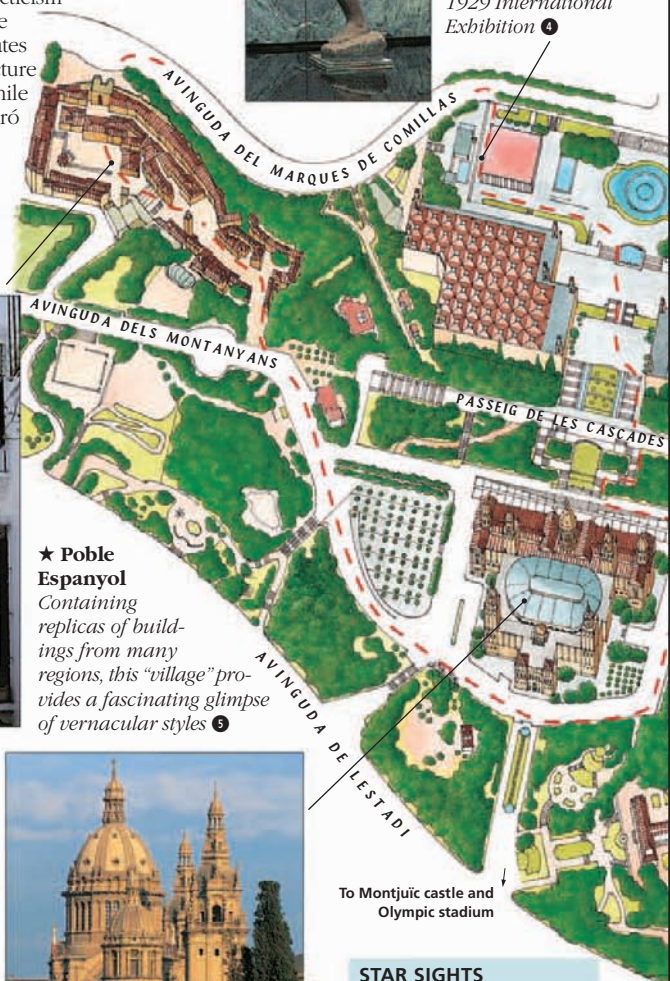 1929 International
Exhibition 4
AVINGUDA DEL MARQUES DE COMILLAS
AVINGUDA DELS MONTANYANS
PASSEIG DE LES CASCADES
★ Poble
Espanyol
Containing
replicas of build-
ings from many
regions, this “village” pro-
vides a fascinating glimpse
of vernacular styles 5
AVINGUDA DE LESTADI
To Montjuïc castle and
Olympic stadium
STAR SIGHTS